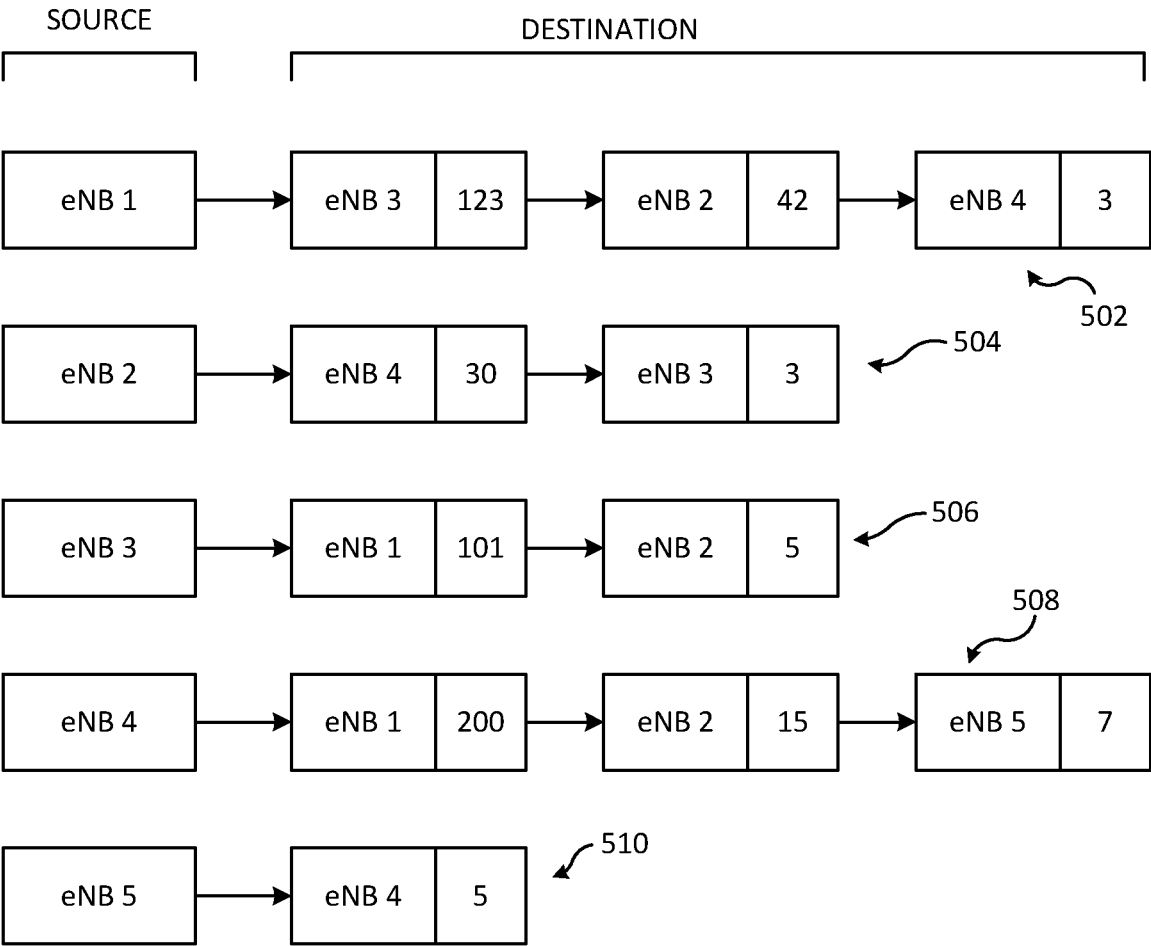 SOURCE DESTINATION
eNB 1 eNB 3 123 eNB 2 42 eNB 4 3
502
504
eNB 2 eNB 4 30 eNB 3 3
506
eNB 3 eNB 1 101 eNB 2 5
508
eNB 4 eNB 1 200 eNB 2 15 eNB 5 7
510
eNB 5 eNB 4 5